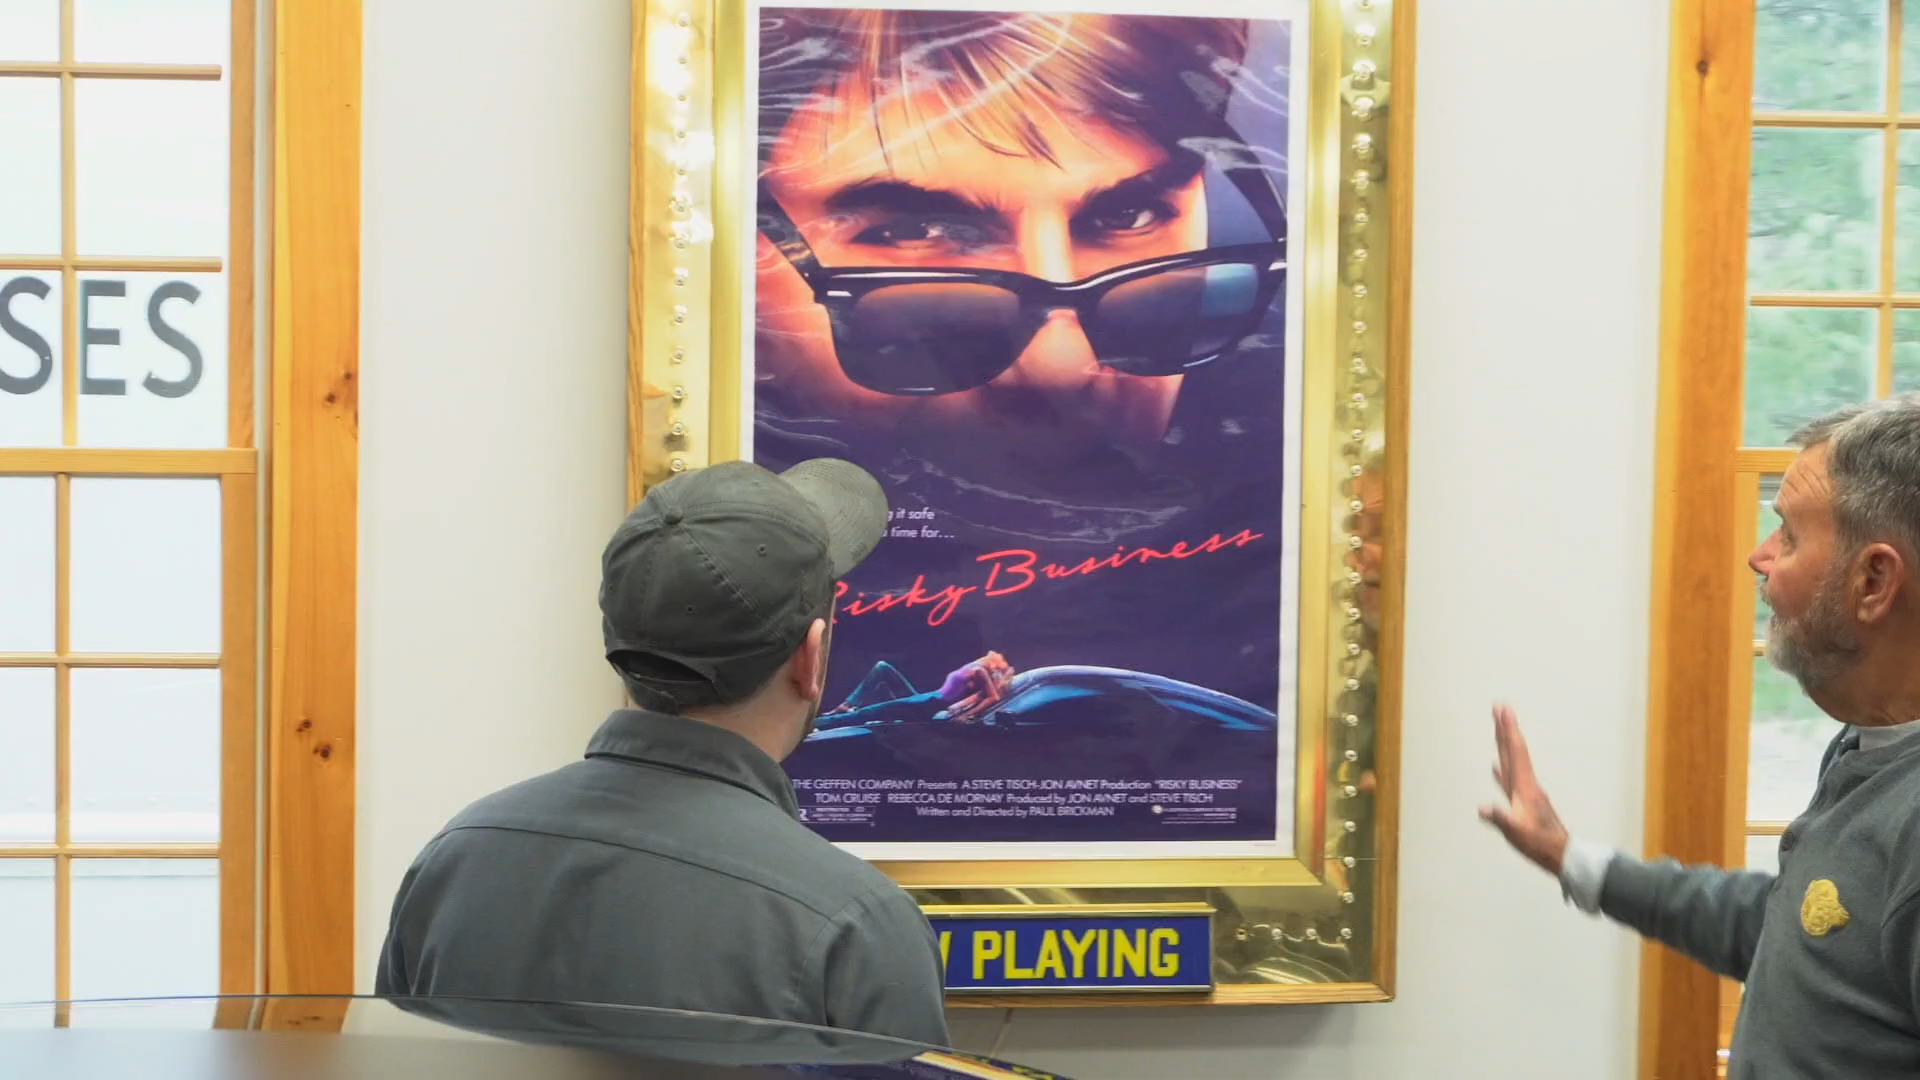 SES
g it safe
time for...
Risky Business
THE GEFFEN COMPANY Presents A STEVE TISCH-JON AVNET Production "RISKY BUSINESS"
TOM CRUISE REBECCA DE MORNAY Produced by JON AVNET and STEVE TISCH
Written and Directed by PAUL BRICKMAN
R
PLAYING